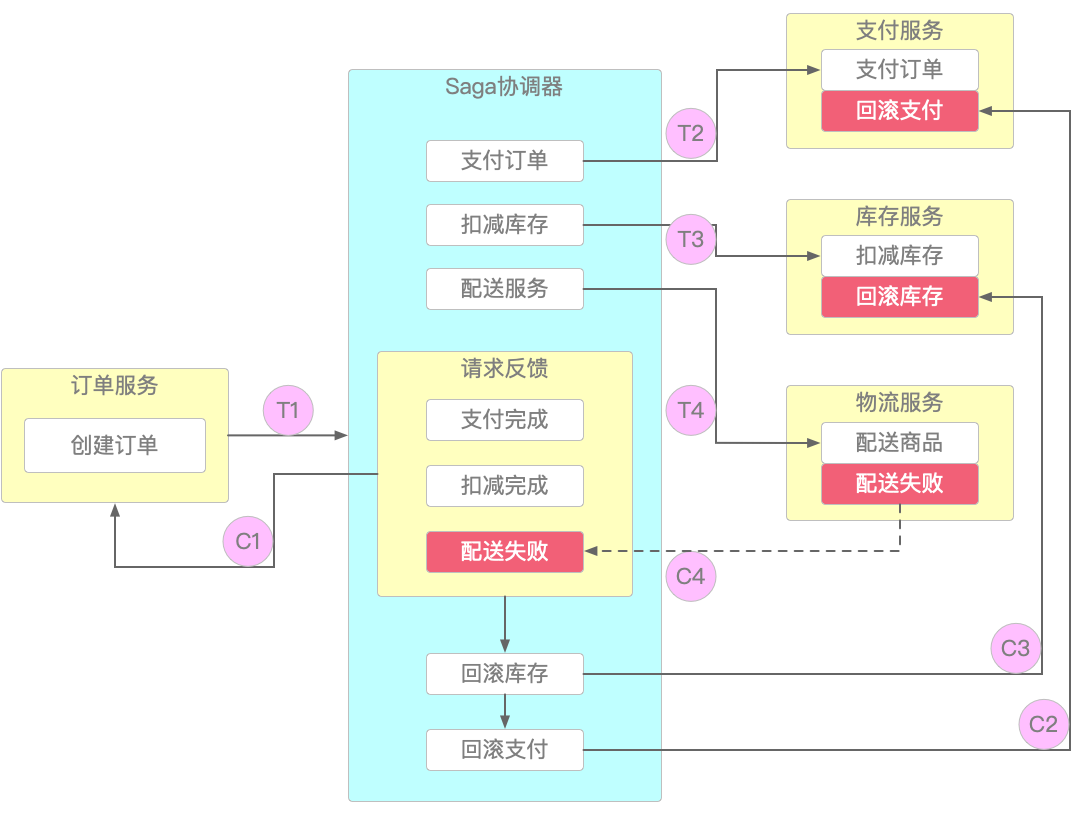 支付服务
支付订单
回滚支付
Saga协调器
T2
支付订单
扣减库存
T3
库存服务
扣减库存
回滚库存
配送服务
请求反馈
订单服务
创建订单
T1
支付完成
T4
物流服务
配送商品
配送失败
扣减完成
C1
配送失败
C4
回滚库存
C3
回滚支付
C2